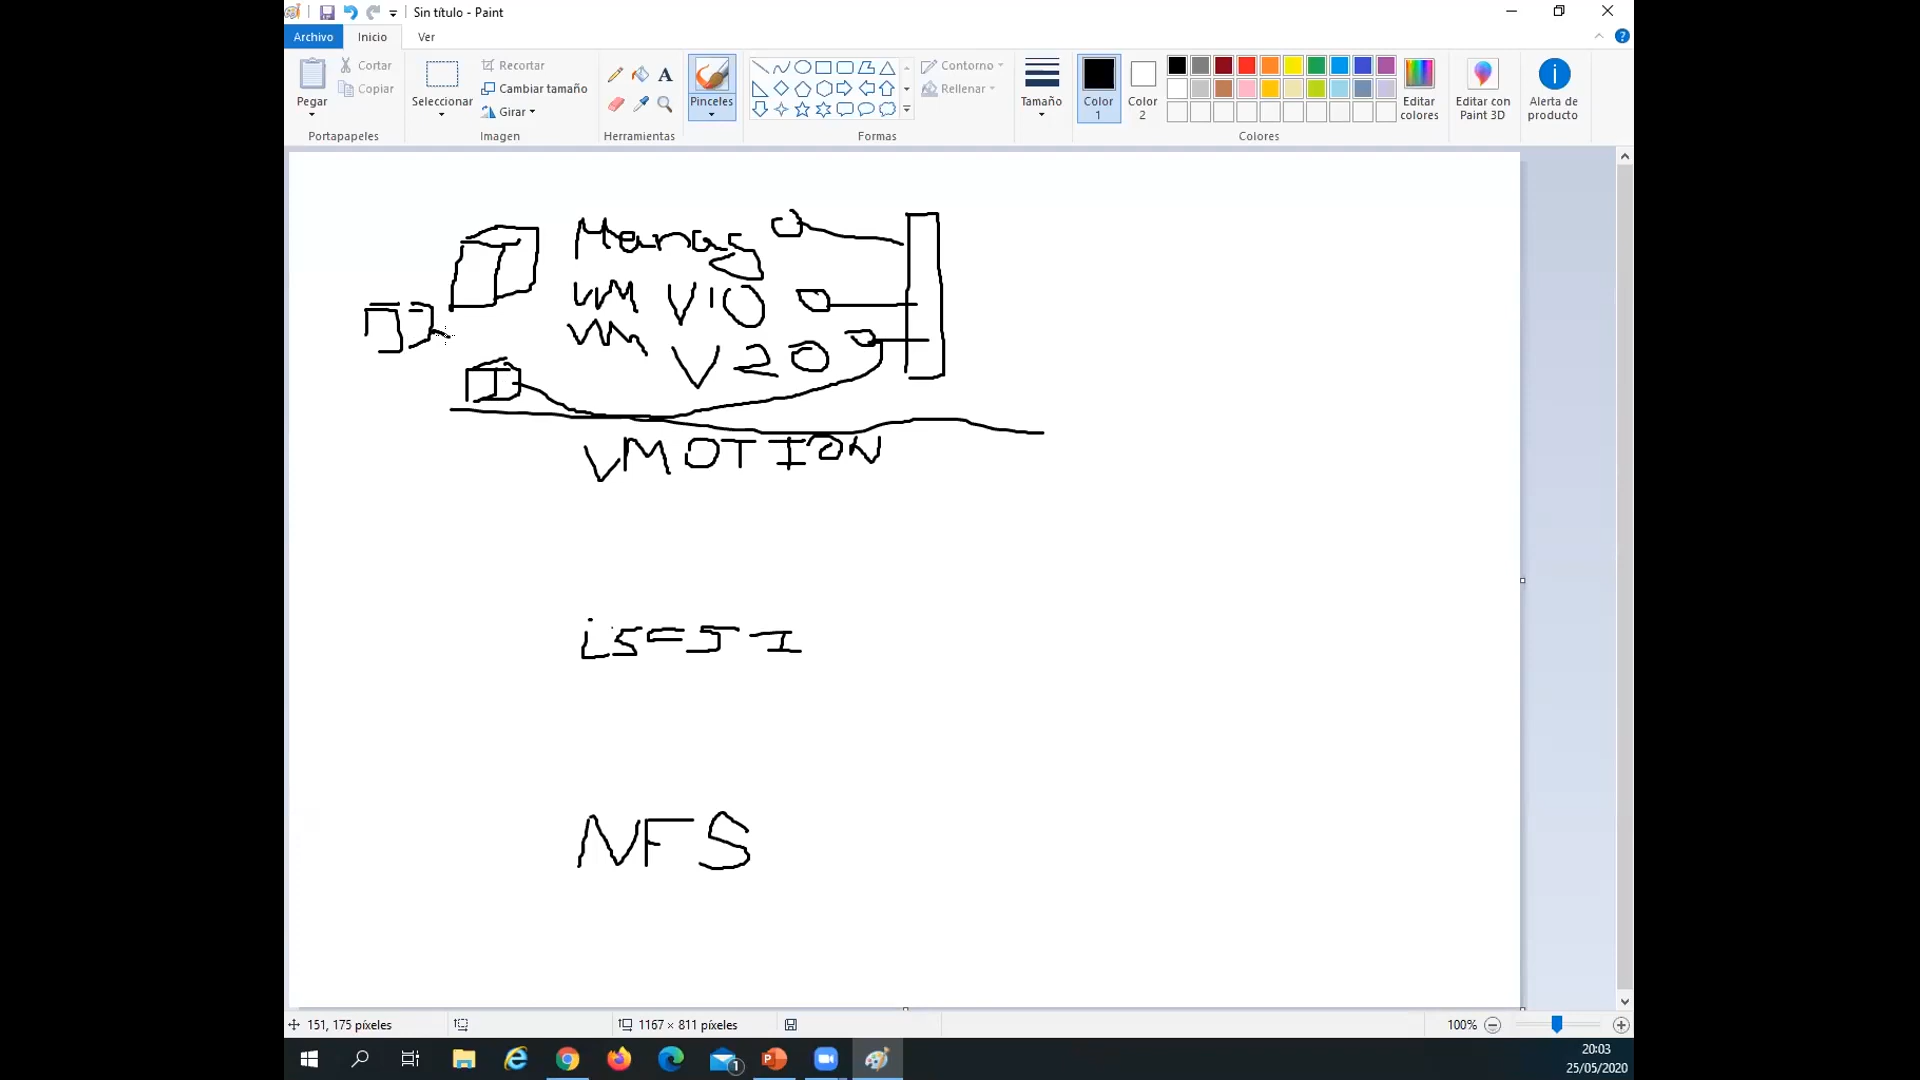 Sin título - Paint
Archivo Inicio Ver
Pegar
Cortar
Copiar
Portapapeles
Seleccionar
Recortar
Cambiar tamaño
Girar
Imagen
A
Herramientas
Pinceles
Contorno
Rellenar
Formas
Tamaño
Color 1
Color 2
Editar colores
Colores
Editar con Paint 3D
Alerta de producto
Manag
VM V10
VM V20
VMOTION
NFS
151, 175 píxeles
1167 × 811 píxeles
100%
20:03
25/05/2020